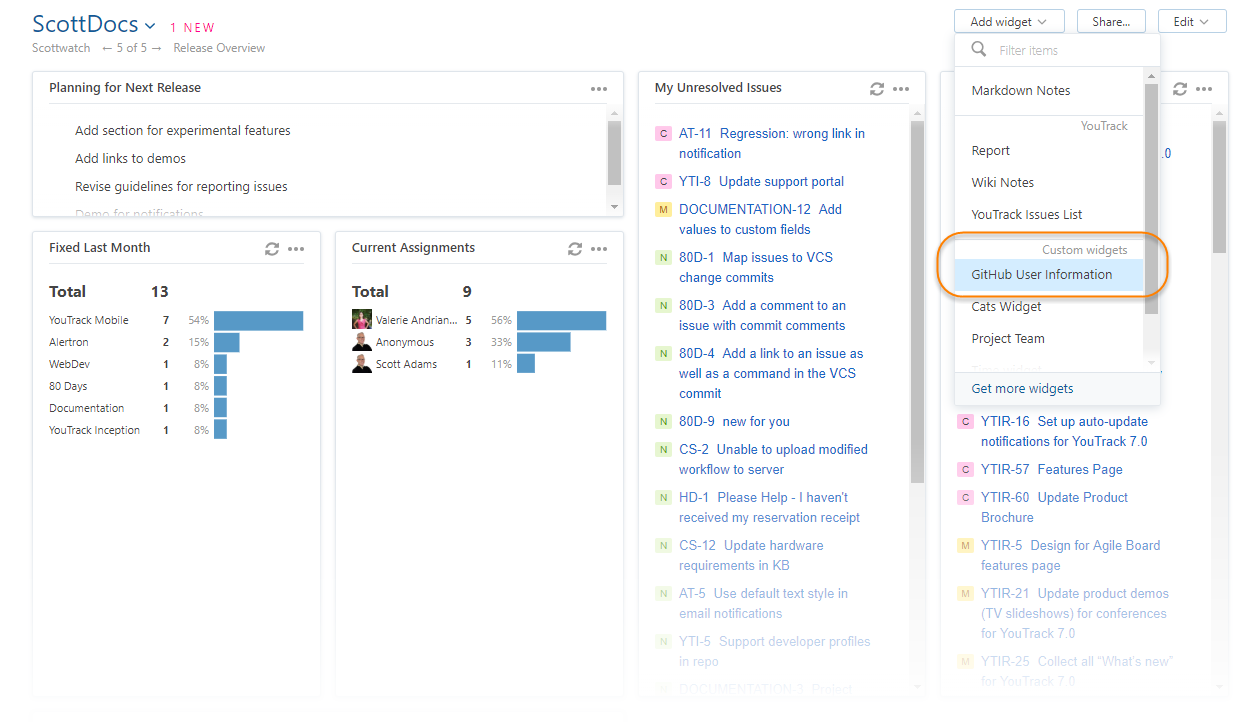 ScottDocs 1 NEW
Scottwatch ← 5 of 5 → Release Overview
Add widget Share... Edit
Planning for Next Release
Add section for experimental features
Add links to demos
Revise guidelines for reporting issues
Demo for notifications
Fixed Last Month
Total 13
YouTrack Mobile 7 54%
Alertron 2 15%
WebDev 1 8%
80 Days 1 8%
Documentation 1 8%
YouTrack Inception 1 8%
Current Assignments
Total 9
Valerie Andrian... 5 56%
Anonymous 3 33%
Scott Adams 1 11%
My Unresolved Issues
C AT-11 Regression: wrong link in
notification
C YTI-8 Update support portal
M DOCUMENTATION-12 Add
values to custom fields
N 80D-1 Map issues to VCS
change commits
N 80D-3 Add a comment to an
issue with commit comments
N 80D-4 Add a link to an issue as
well as a command in the VCS
commit
N 80D-9 new for you
N CS-2 Unable to upload modified
workflow to server
N HD-1 Please Help - I haven't
received my reservation receipt
N CS-12 Update hardware
requirements in KB
N AT-5 Use default text style in
email notifications
N YTI-5 Support developer profiles
in repo
DOCUMENTATION-3 Project
Filter items
Markdown Notes
YouTrack
Report
Wiki Notes
YouTrack Issues List
Custom widgets
GitHub User Information
Cats Widget
Project Team
Get more widgets
.0
C YTIR-16 Set up auto-update
notifications for YouTrack 7.0
C YTIR-57 Features Page
C YTIR-60 Update Product
Brochure
M YTIR-5 Design for Agile Board
features page
M YTIR-21 Update product demos
(TV slideshows) for conferences
for YouTrack 7.0
M YTIR-25 Collect all "What's new"
for YouTrack 7.0